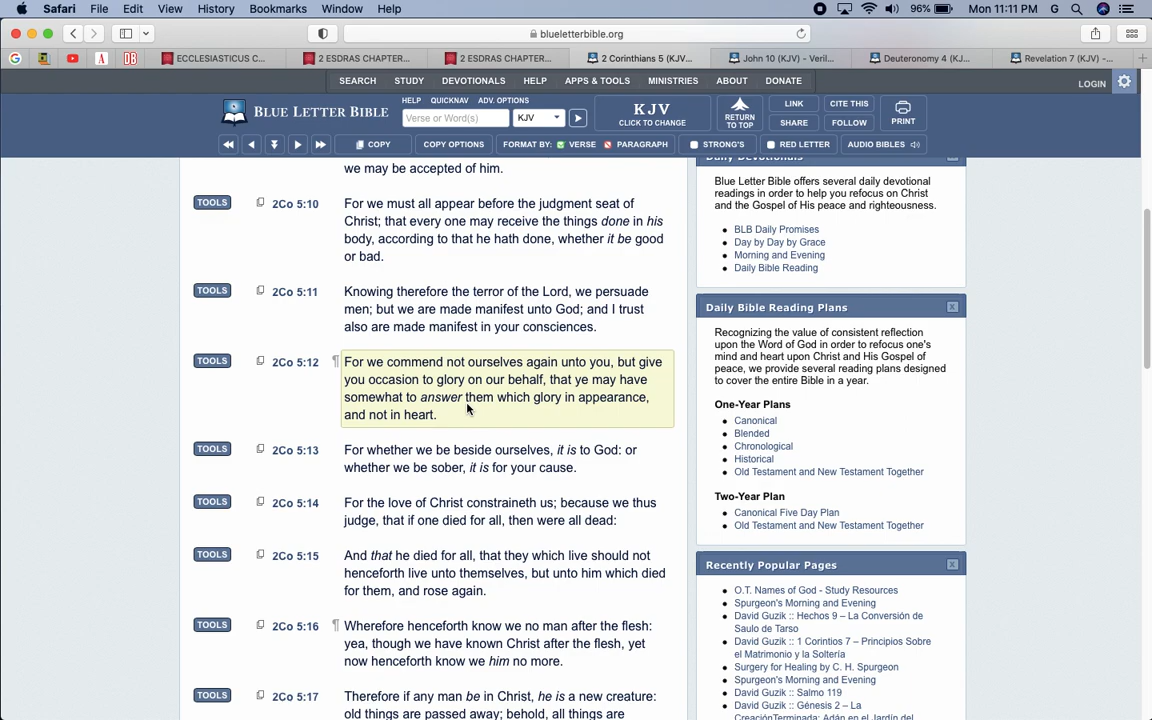 Safari File Edit View History Bookmarks Window Help 96% Mon 11:11 PM G
blueletterbible.org
ECCLESIASTICUS C... 2 ESDRAS CHAPTER... 2 ESDRAS CHAPTER... 2 Corinthians 5 (KJV... John 10 (KJV) - Veril... Deuteronomy 4 (KJ... Revelation 7 (KJV) -...
SEARCH STUDY DEVOTIONALS HELP APPS & TOOLS MINISTRIES ABOUT DONATE LOGIN
BLUE LETTER BIBLE
HELP QUICKNAV ADV. OPTIONS
Verse or Word(s) KJV
KJV
CLICK TO CHANGE
RETURN
TO TOP
LINK CITE THIS
SHARE FOLLOW
PRINT
COPY COPY OPTIONS FORMAT BY: VERSE PARAGRAPH STRONG'S RED LETTER AUDIO BIBLES
we may be accepted of him.
TOOLS 2Co 5:10 For we must all appear before the judgment seat of
Christ; that every one may receive the things done in his
body, according to that he hath done, whether it be good
or bad.
TOOLS 2Co 5:11 Knowing therefore the terror of the Lord, we persuade
men; but we are made manifest unto God; and I trust
also are made manifest in your consciences.
TOOLS 2Co 5:12 ¶ For we commend not ourselves again unto you, but give
you occasion to glory on our behalf, that ye may have
somewhat to answer them which glory in appearance,
and not in heart.
TOOLS 2Co 5:13 For whether we be beside ourselves, it is to God: or
whether we be sober, it is for your cause.
TOOLS 2Co 5:14 For the love of Christ constraineth us; because we thus
judge, that if one died for all, then were all dead:
TOOLS 2Co 5:15 And that he died for all, that they which live should not
henceforth live unto themselves, but unto him which died
for them, and rose again.
TOOLS 2Co 5:16 ¶ Wherefore henceforth know we no man after the flesh:
yea, though we have known Christ after the flesh, yet
now henceforth know we him no more.
TOOLS 2Co 5:17 Therefore if any man be in Christ, he is a new creature:
old things are passed away; behold, all things are
Daily Devotionals
Blue Letter Bible offers several daily devotional
readings in order to help you refocus on Christ
and the Gospel of His peace and righteousness.
BLB Daily Promises
Day by Day by Grace
Morning and Evening
Daily Bible Reading
Daily Bible Reading Plans
Recognizing the value of consistent reflection
upon the Word of God in order to refocus one's
mind and heart upon Christ and His Gospel of
peace, we provide several reading plans designed
to cover the entire Bible in a year.
One-Year Plans
Canonical
Blended
Chronological
Historical
Old Testament and New Testament Together
Two-Year Plan
Canonical Five Day Plan
Old Testament and New Testament Together
Recently Popular Pages
O.T. Names of God - Study Resources
Spurgeon's Morning and Evening
David Guzik :: Hechos 9 – La Conversión de
Saulo de Tarso
David Guzik :: 1 Corintios 7 – Principios Sobre
el Matrimonio y la Soltería
Surgery for Healing by C. H. Spurgeon
Spurgeon's Morning and Evening
David Guzik :: Salmo 119
David Guzik :: Génesis 2 – La
CreaciónTerminada: Adán en el Jardín del